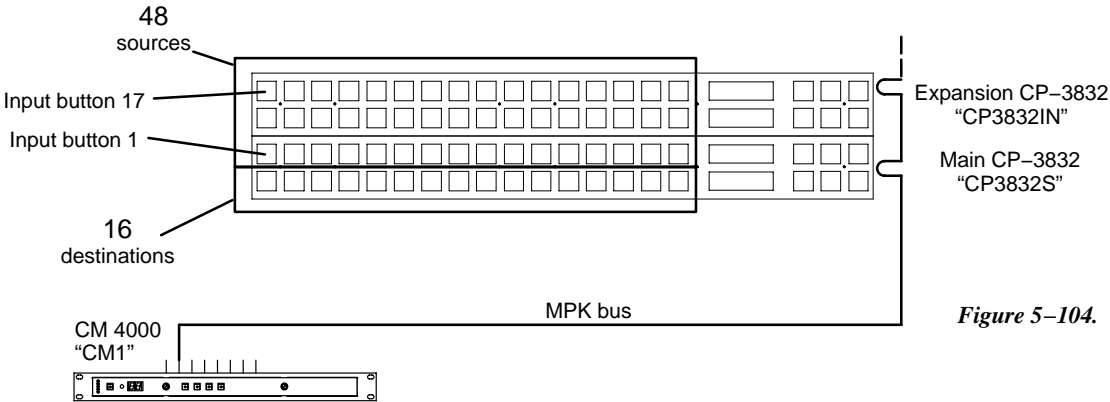 48
sources
Input button 17
Input button 1
16
destinations
Expansion CP−3832
“CP3832IN”
Main CP−3832
“CP3832S”
MPK bus
Figure 5−104.
CM 4000
“CM1”